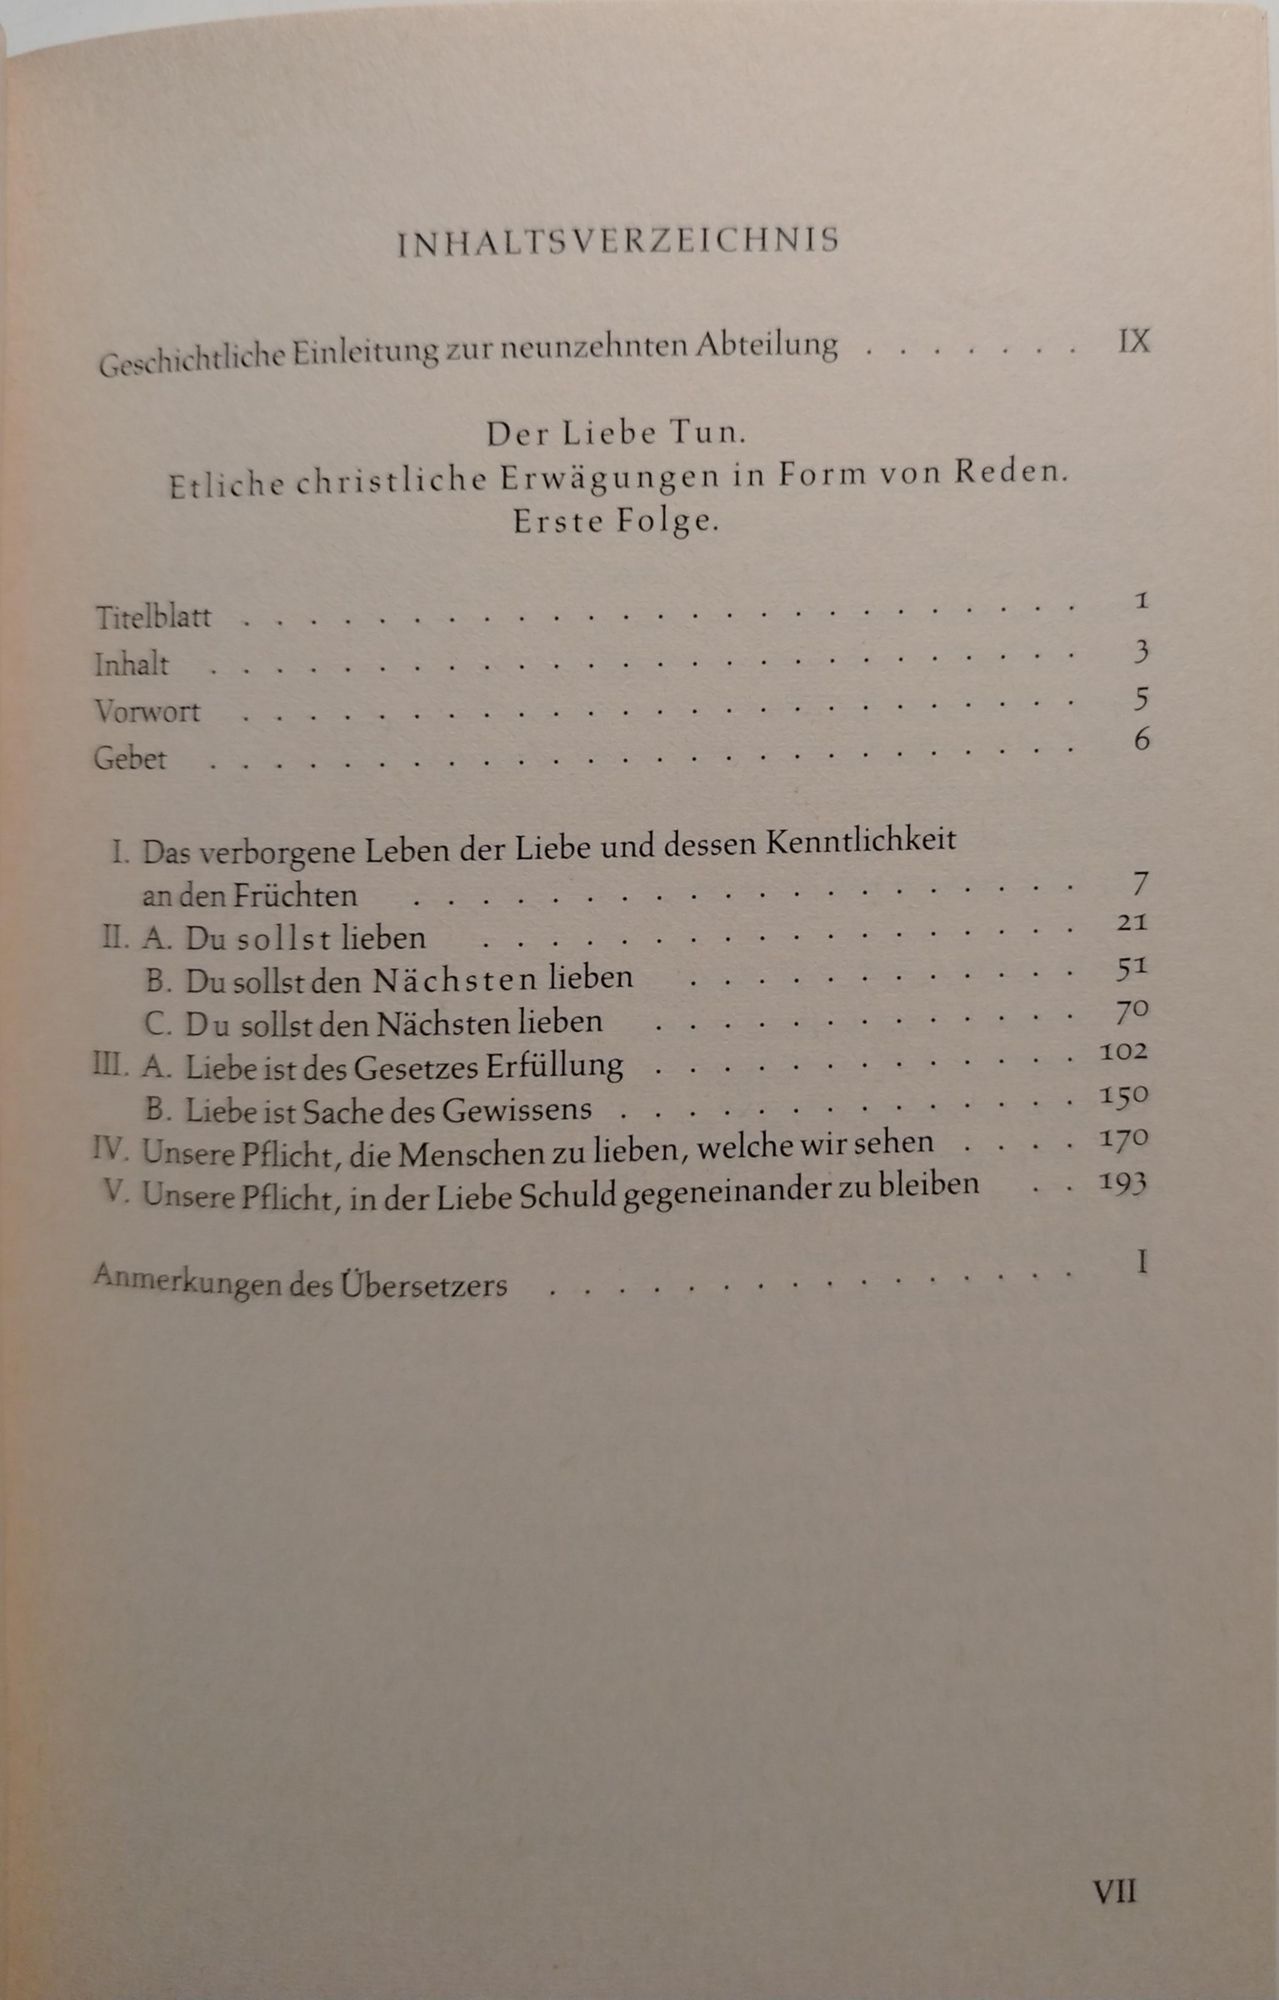 INHALTSVERZEICHNIS
Geschichtliche Einleitung zur neunzehnten Abteilung . . . . . . . IX
Der Liebe Tun.
Etliche christliche Erwägungen in Form von Reden.
Erste Folge.
Titelblatt . . . . . . . . . . . . . . . . . . . . . . . . . 1
Inhalt . . . . . . . . . . . . . . . . . . . . . . . . . . 3
Vorwort . . . . . . . . . . . . . . . . . . . . . . . . . 5
Gebet . . . . . . . . . . . . . . . . . . . . . . . . . . 6
I. Das verborgene Leben der Liebe und dessen Kenntlichkeit
an den Früchten . . . . . . . . . . . . . . . . . . . . 7
II. A. Du sollst lieben . . . . . . . . . . . . . . . . . . 21
B. Du sollst den Nächsten lieben . . . . . . . . . . . . 51
C. Du sollst den Nächsten lieben . . . . . . . . . . . . . 70
III. A. Liebe ist des Gesetzes Erfüllung . . . . . . . . . . . . . 102
B. Liebe ist Sache des Gewissens . . . . . . . . . . . . . . 150
IV. Unsere Pflicht, die Menschen zu lieben, welche wir sehen . . . . 170
V. Unsere Pflicht, in der Liebe Schuld gegeneinander zu bleiben . . 193
Anmerkungen des Übersetzers . . . . . . . . . . . . . . . . I
VII